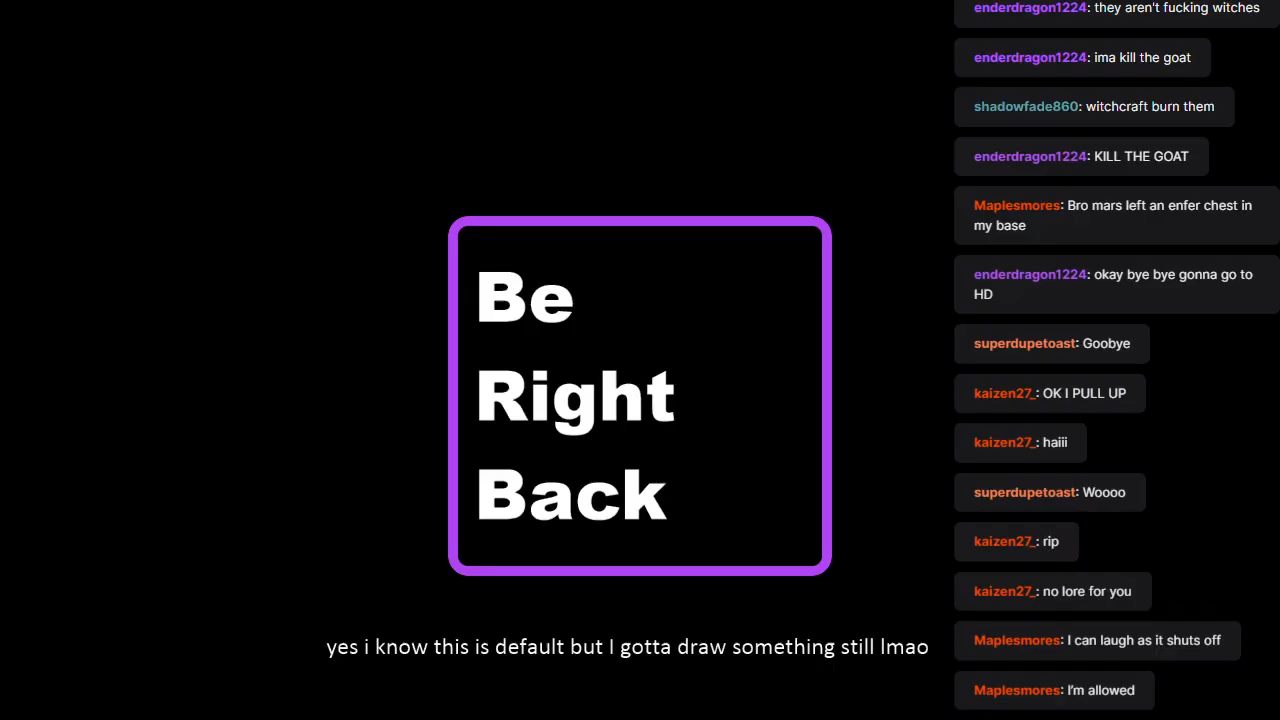 enderdragon1224: they aren't fucking witches
enderdragon1224: ima kill the goat
shadowfade860: witchcraft burn them
enderdragon1224: KILL THE GOAT
Maplesmores: Bro mars left an enfer chest in
my base
enderdragon1224: okay bye bye gonna go to
HD
superdupetoast: Goobye
kaizen27_: OK I PULL UP
kaizen27_: haiii
superdupetoast: Woooo
kaizen27_: rip
kaizen27_: no lore for you
Maplesmores: I can laugh as it shuts off
Maplesmores: I'm allowed
Be
Right
Back
yes i know this is default but I gotta draw something still lmao